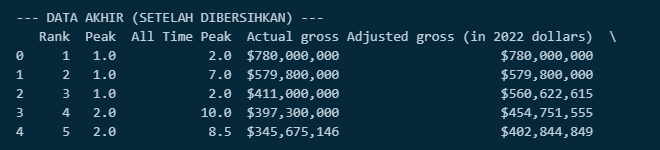 --- DATA AKHIR (SETELAH DIBERSIHKAN) ---
Rank Peak All Time Peak Actual gross Adjusted gross (in 2022 dollars) \
0 1 1.0 2.0 $780,000,000 $780,000,000
1 2 1.0 7.0 $579,800,000 $579,800,000
2 3 1.0 2.0 $411,000,000 $560,622,615
3 4 2.0 10.0 $397,300,000 $454,751,555
4 5 2.0 8.5 $345,675,146 $402,844,849